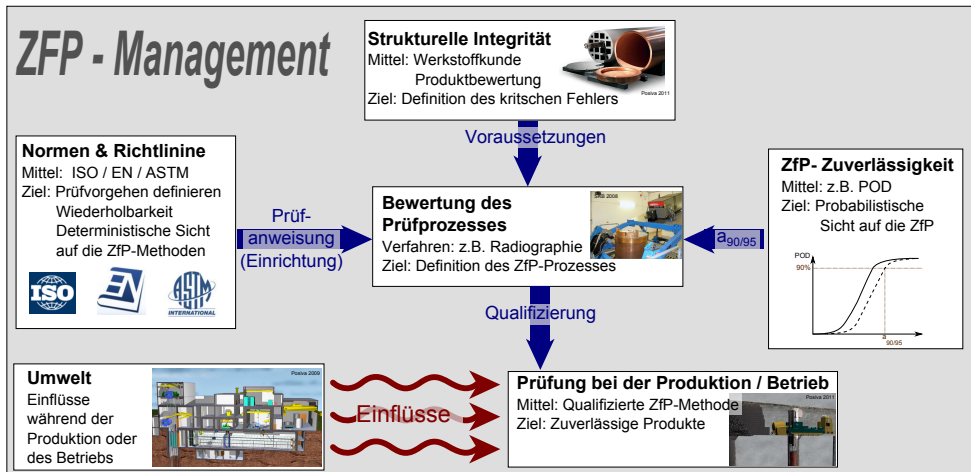 ZFP - Management
Strukturelle Integrität
Mittel: Werkstoffkunde
Produktbewertung
Ziel: Definition des kritschen Fehlers
Posiva 2011
Voraussetzungen
Normen & Richtlinine
Mittel: ISO / EN / ASTM
Ziel: Prüfvorgehen definieren
Wiederholbarkeit
Deterministische Sicht
auf die ZfP-Methoden
ISO
EN
ASTM
INTERNATIONAL
Prüf-
anweisung
(Einrichtung)
Bewertung des
Prüfprozesses
Verfahren: z.B. Radiographie
Ziel: Definition des ZfP-Prozesses
SKB 2008
a90/95
ZfP- Zuverlässigkeit
Mittel: z.B. POD
Ziel: Probabilistische
Sicht auf die ZfP
POD
90%
a
90/95
Qualifizierung
Umwelt
Einflüsse
während der
Produktion oder
des Betriebs
Posiva 2009
Einflüsse
Prüfung bei der Produktion / Betrieb
Mittel: Qualifizierte ZfP-Methode
Ziel: Zuverlässige Produkte
Posiva 2011